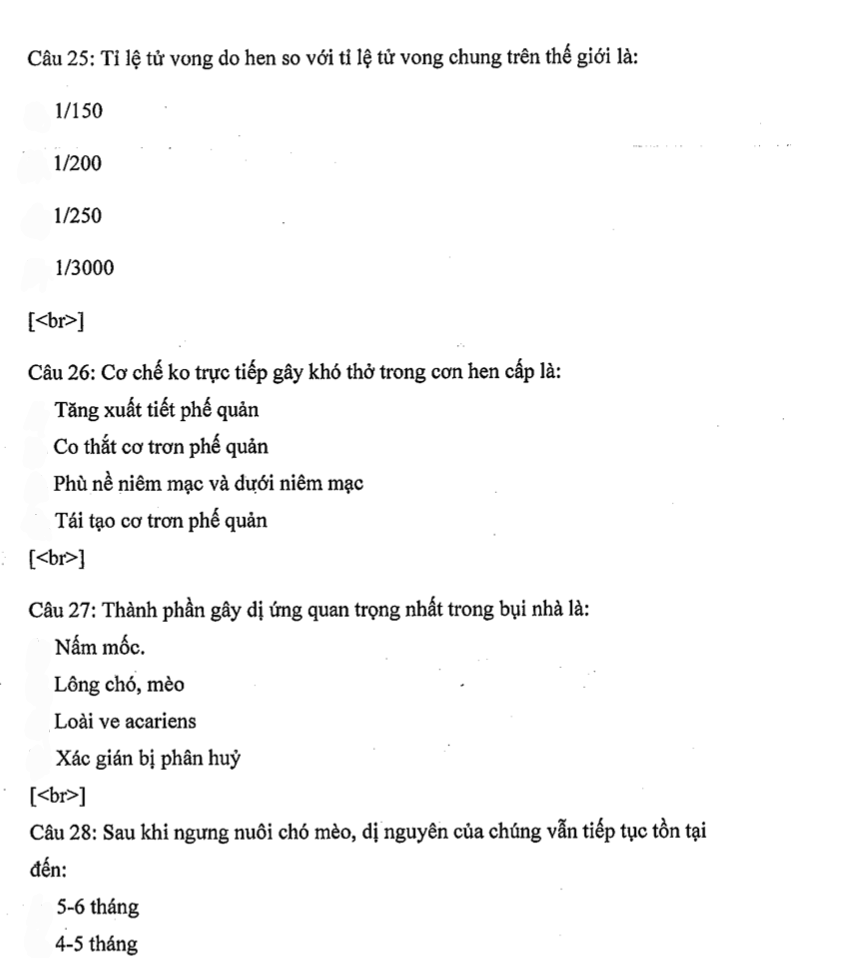 Câu 25: Tỉ lệ tử vong do hen so với tỉ lệ tử vong chung trên thế giới là:
1/150
1/200
1/250
1/3000
[<br>]
Câu 26: Cơ chế ko trực tiếp gây khó thở trong cơn hen cấp là:
Tăng xuất tiết phế quản
Co thắt cơ trơn phế quản
Phù nề niêm mạc và dưới niêm mạc
Tái tạo cơ trơn phế quản
[<br>]
Câu 27: Thành phần gây dị ứng quan trọng nhất trong bụi nhà là:
Nấm mốc.
Lông chó, mèo
Loài ve acariens
Xác gián bị phân huỷ
[<br>]
Câu 28: Sau khi ngưng nuôi chó mèo, dị nguyên của chúng vẫn tiếp tục tồn tại
đến:
5-6 tháng
4-5 tháng